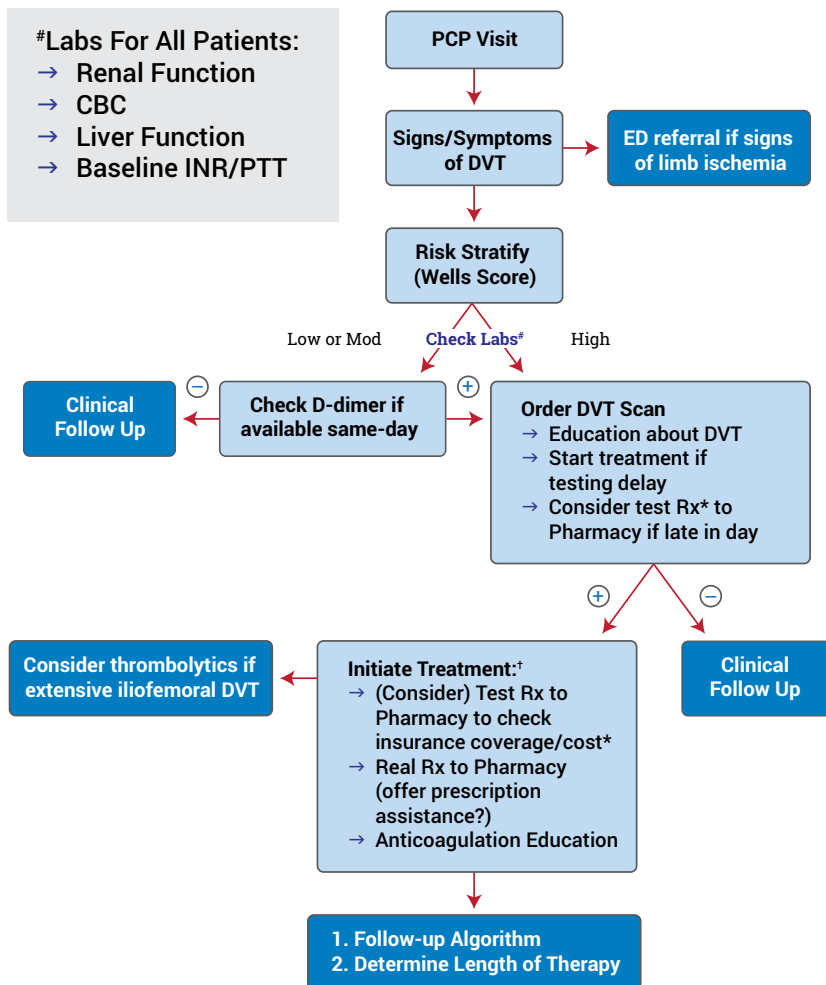 #Labs For All Patients:
→ Renal Function
→ CBC
→ Liver Function
→ Baseline INR/PTT
PCP Visit
Signs/Symptoms
of DVT
ED referral if signs
of limb ischemia
Risk Stratify
(Wells Score)
Low or Mod
Check Labs#
High
Clinical
Follow Up
−
Check D-dimer if
available same-day
+
Order DVT Scan
→ Education about DVT
→ Start treatment if
testing delay
→ Consider test Rx* to
Pharmacy if late in day
+
−
Consider thrombolytics if
extensive iliofemoral DVT
Initiate Treatment:†
→ (Consider) Test Rx to
Pharmacy to check
insurance coverage/cost*
→ Real Rx to Pharmacy
(offer prescription
assistance?)
→ Anticoagulation Education
Clinical
Follow Up
1. Follow-up Algorithm
2. Determine Length of Therapy